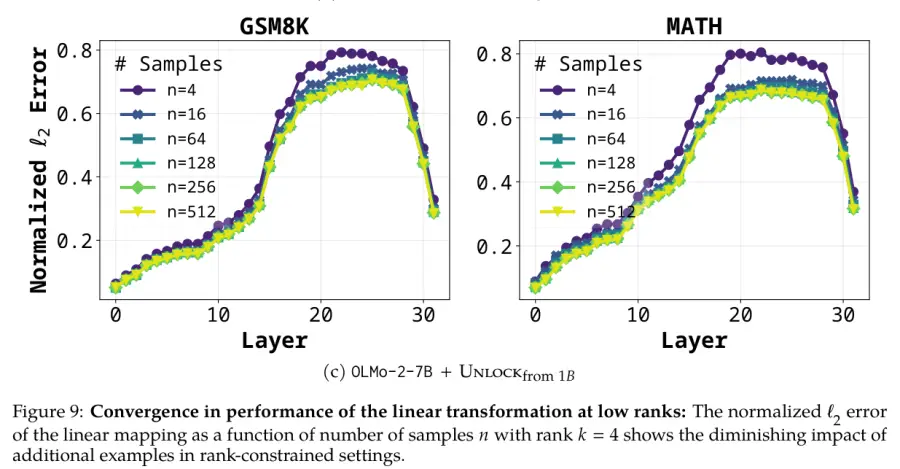 GSM8K
MATH
Normalized ℓ2 Error
0.8
0.6
0.4
0.2
# Samples
n=4
n=16
n=64
n=128
n=256
n=512
0
10
20
30
Layer
0.8
0.6
0.4
0.2
# Samples
n=4
n=16
n=64
n=128
n=256
n=512
0
10
20
30
Layer
(c) OLMo-2-7B + UNLOCKfrom 1B
Figure 9: Convergence in performance of the linear transformation at low ranks: The normalized ℓ2 error
of the linear mapping as a function of number of samples n with rank k = 4 shows the diminishing impact of
additional examples in rank-constrained settings.